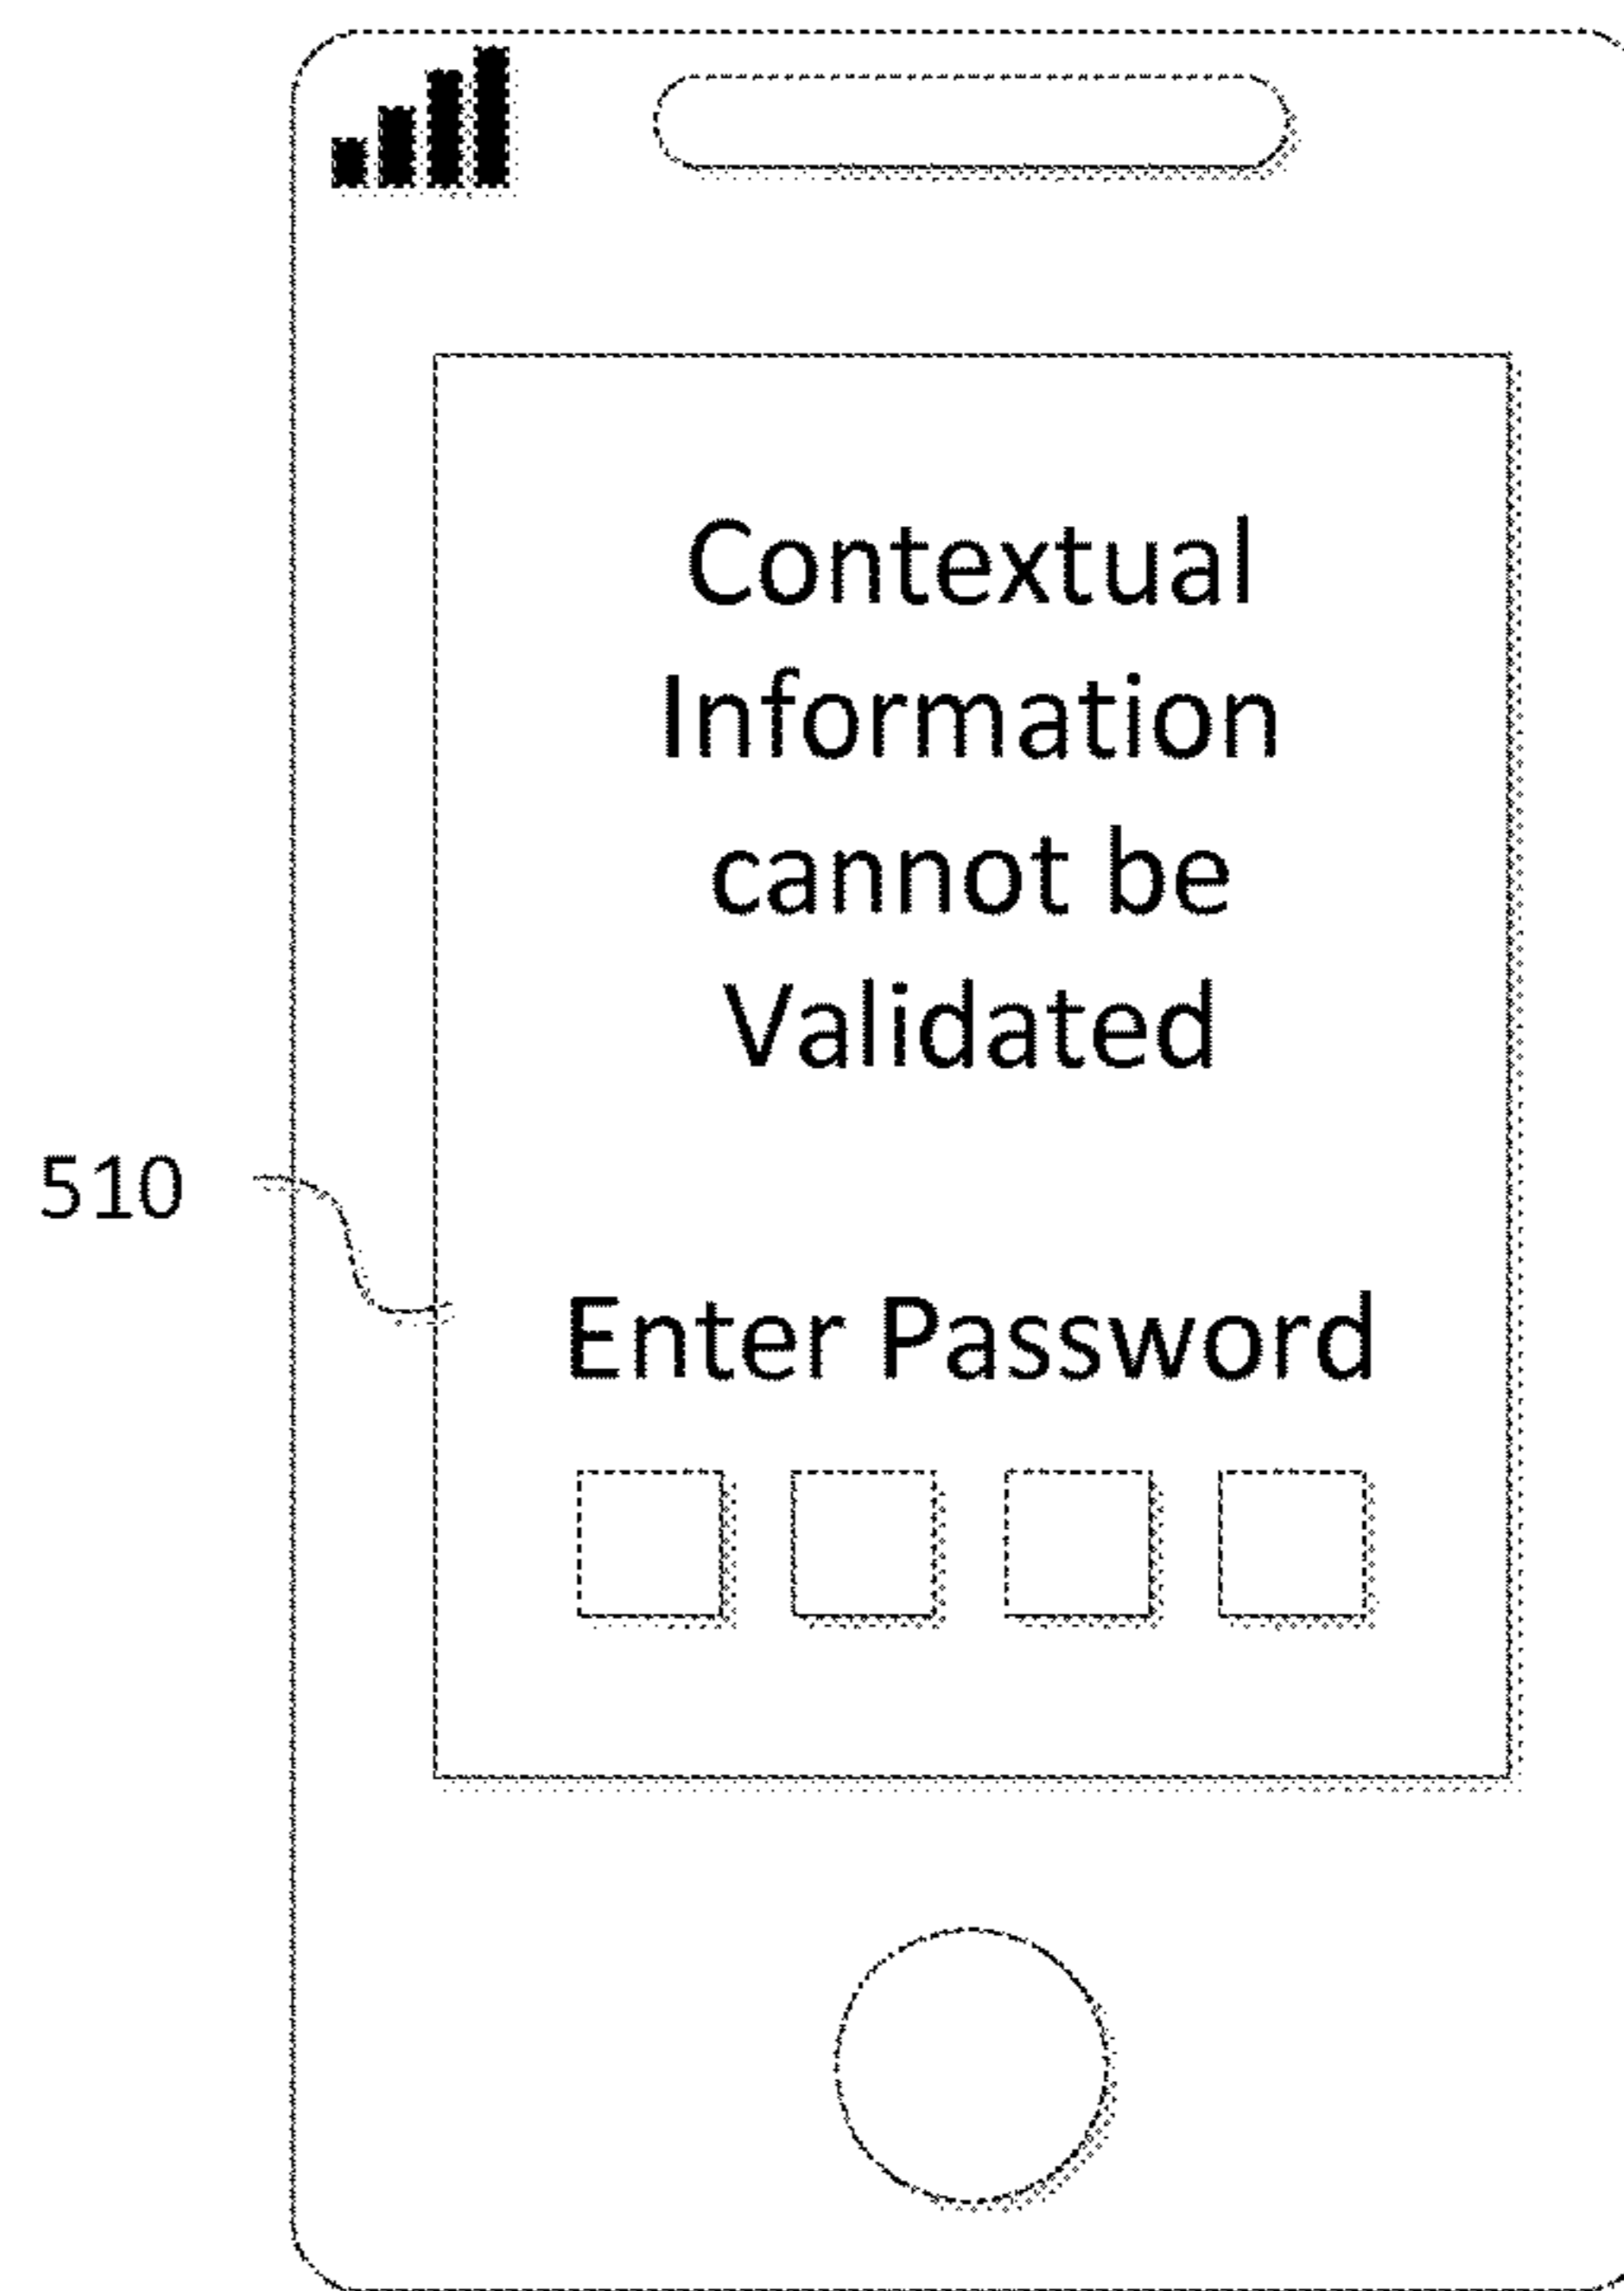 Contextual
Information
cannot be
Validated
510
Enter Password